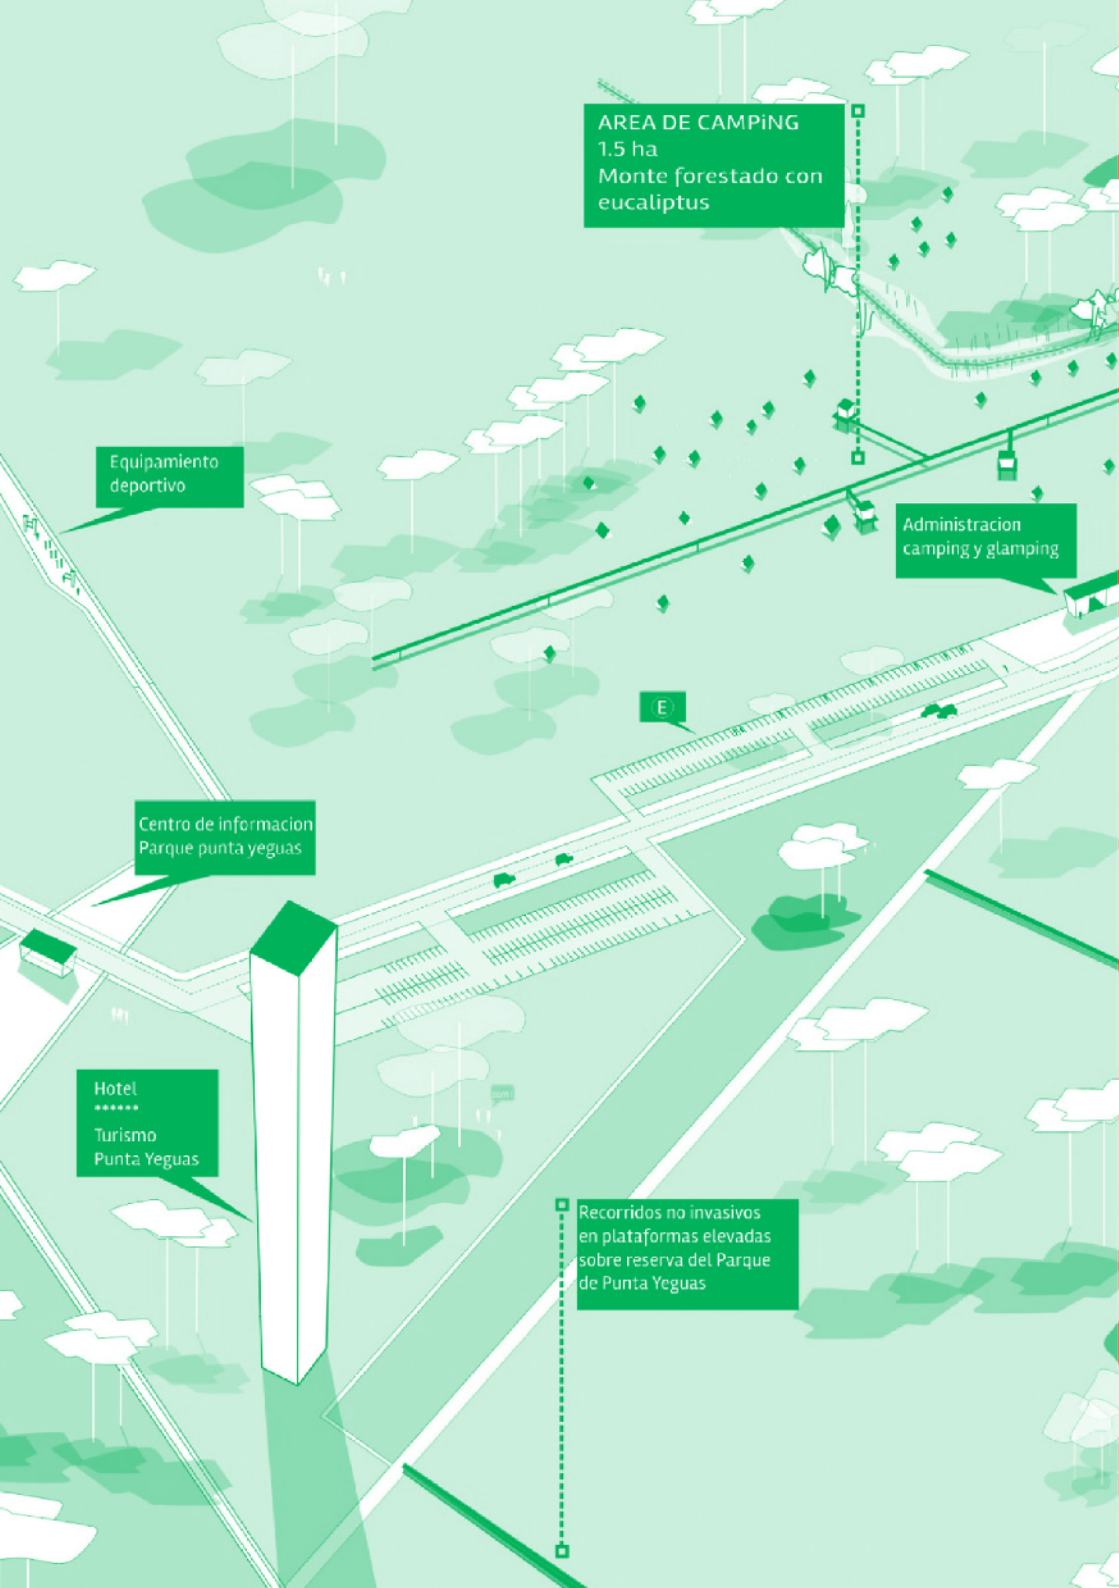 AREA DE CAMPiNG
1.5 ha
Monte forestado con
eucaliptus
Equipamiento
deportivo
Administracion
camping y glamping
E
Centro de informacion
Parque punta yeguas
Hotel
******
Turismo
Punta Yeguas
Recorridos no invasivos
en plataformas elevadas
sobre reserva del Parque
de Punta Yeguas